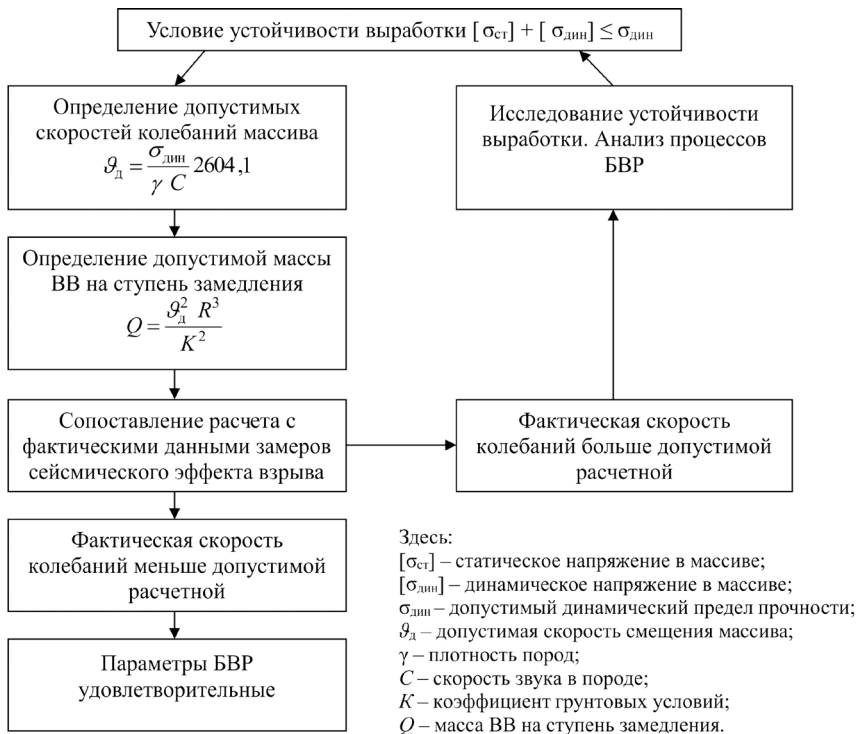 Условие устойчивости выработки [ σст] + [ σдин] ≤ σдин
Определение допустимых
скоростей колебаний массива
ϑд = σдин / γ C 2604,1
Исследование устойчивости
выработки. Анализ процессов
БВР
Определение допустимой массы
ВВ на ступень замедления
Q = ϑд² R³ / K²
Сопоставление расчета с
фактическими данными замеров
сейсмического эффекта взрыва
Фактическая скорость
колебаний больше допустимой
расчетной
Фактическая скорость
колебаний меньше допустимой
расчетной
Параметры БВР
удовлетворительные
Здесь:
[σст] – статическое напряжение в массиве;
[σдин] – динамическое напряжение в массиве;
σдин – допустимый динамический предел прочности;
ϑд – допустимая скорость смещения массива;
γ – плотность пород;
C – скорость звука в породе;
K – коэффициент грунтовых условий;
Q – масса ВВ на ступень замедления.